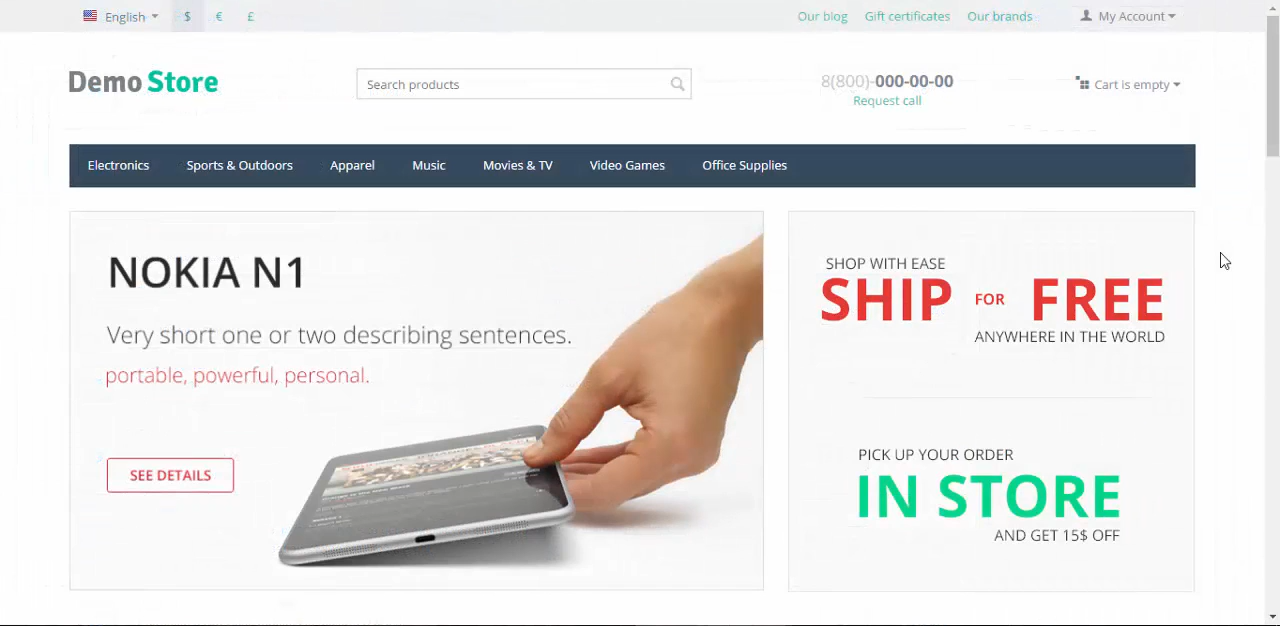 English $ € £ Our blog Gift certificates Our brands My Account
Demo Store Search products 8(800)-000-00-00 Cart is empty
Request call
Electronics Sports & Outdoors Apparel Music Movies & TV Video Games Office Supplies
NOKIA N1
Very short one or two describing sentences.
portable, powerful, personal.
SEE DETAILS
SHOP WITH EASE
SHIP FOR FREE
ANYWHERE IN THE WORLD
PICK UP YOUR ORDER
IN STORE
AND GET 15$ OFF